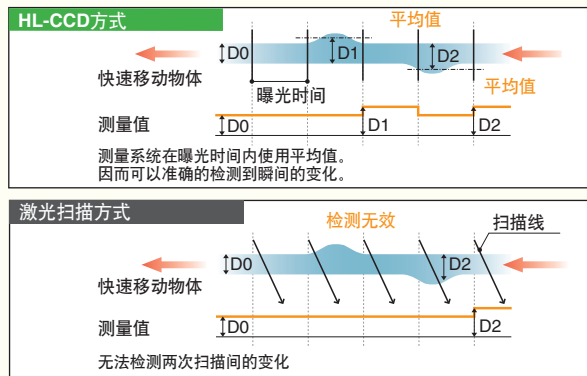 HL-CCD方式
平均值
D0
D1
D2
快速移动物体
曝光时间
平均值
测量值
D0
D1
D2
测量系统在曝光时间内使用平均值。
因而可以准确的检测到瞬间的变化。
激光扫描方式
检测无效
扫描线
D0
D2
快速移动物体
测量值
D0
D2
无法检测两次扫描间的变化